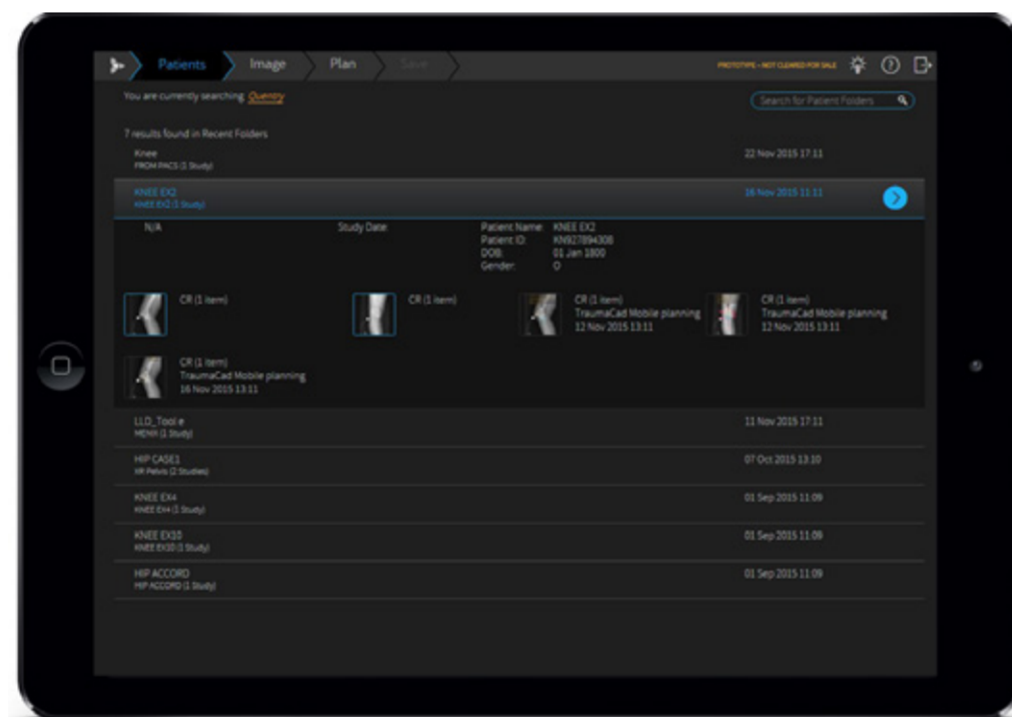 Patients
Image
Plan
Save
PROTOTYPE - NOT CLEARED FOR SALE
You are currently searching Quentry
Search for Patient Folders
7 results found in Recent Folders
Knee
FROM PACS (1 Study)
22 Nov 2015 17:11
KNEE EX2
KNEE EX2 (1 Study)
16 Nov 2015 11:11
N/A
Study Date:
Patient Name: KNEE EX2
Patient ID: KN927894308
DOB: 01 Jan 1800
Gender: O
CR (1 item)
CR (1 item)
CR (1 item)
TraumaCad Mobile planning
12 Nov 2015 13:11
CR (1 item)
TraumaCad Mobile planning
12 Nov 2015 13:11
CR (1 item)
TraumaCad Mobile planning
16 Nov 2015 13:11
(1 Study)
11 Nov 2015 17:11
HIP CASE1
XR Pelvis (2 Studies)
07 Oct 2015 13:10
KNEE EX4
KNEE EX4 (1 Study)
01 Sep 2015 11:09
KNEE EX10
KNEE EX10 (1 Study)
01 Sep 2015 11:09
HIP ACCORD
HIP ACCORD (1 Study)
01 Sep 2015 11:09